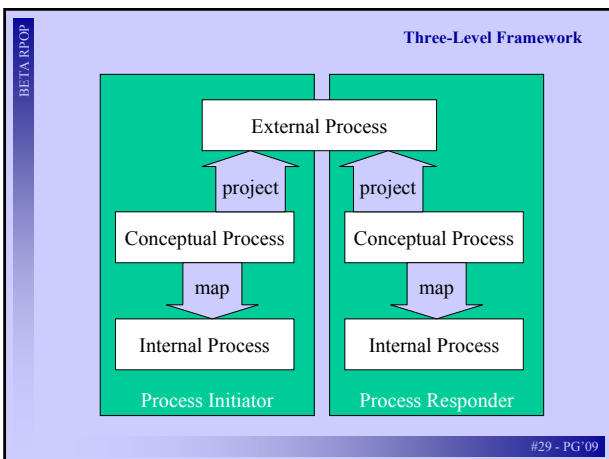 BETA RPOP
Three-Level Framework
External Process
project
project
Conceptual Process
Conceptual Process
map
map
Internal Process
Internal Process
Process Initiator
Process Responder
#29 - PG’09